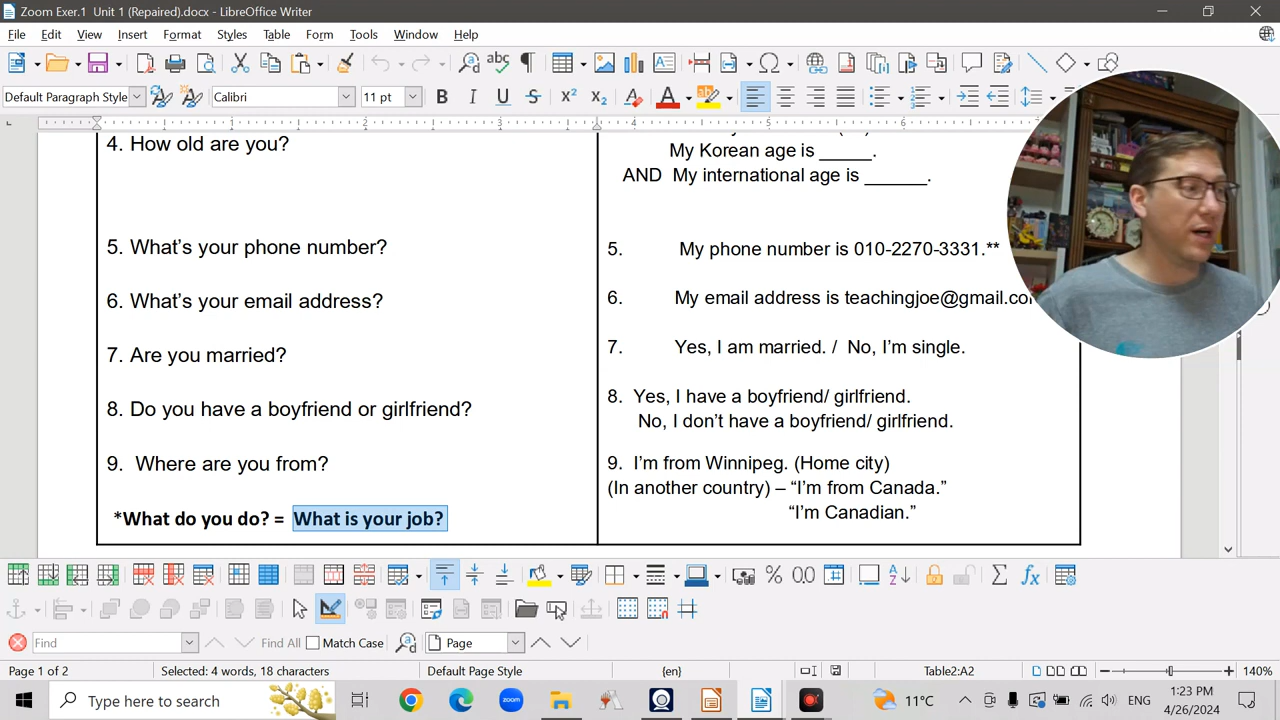 Zoom Exer.1 Unit 1 (Repaired).docx - LibreOffice Writer
File Edit View Insert Format Styles Table Form Tools Window Help
Default Paragraph Style Calibri 11 pt
4. How old are you?
My Korean age is _____.
AND My international age is ______.
5. What's your phone number?
5. My phone number is 010-2270-3331.**
6. What's your email address?
6. My email address is teachingjoe@gmail.co
7. Are you married?
7. Yes, I am married. / No, I'm single.
8. Do you have a boyfriend or girlfriend?
8. Yes, I have a boyfriend/ girlfriend.
No, I don't have a boyfriend/ girlfriend.
9. Where are you from?
9. I'm from Winnipeg. (Home city)
(In another country) – “I'm from Canada.”
“I'm Canadian.”
*What do you do? = What is your job?
Find Find All Match Case Page
Page 1 of 2 Selected: 4 words, 18 characters Default Page Style {en} Table2:A2 140%
Type here to search zoom 11°C ENG 1:23 PM
4/26/2024